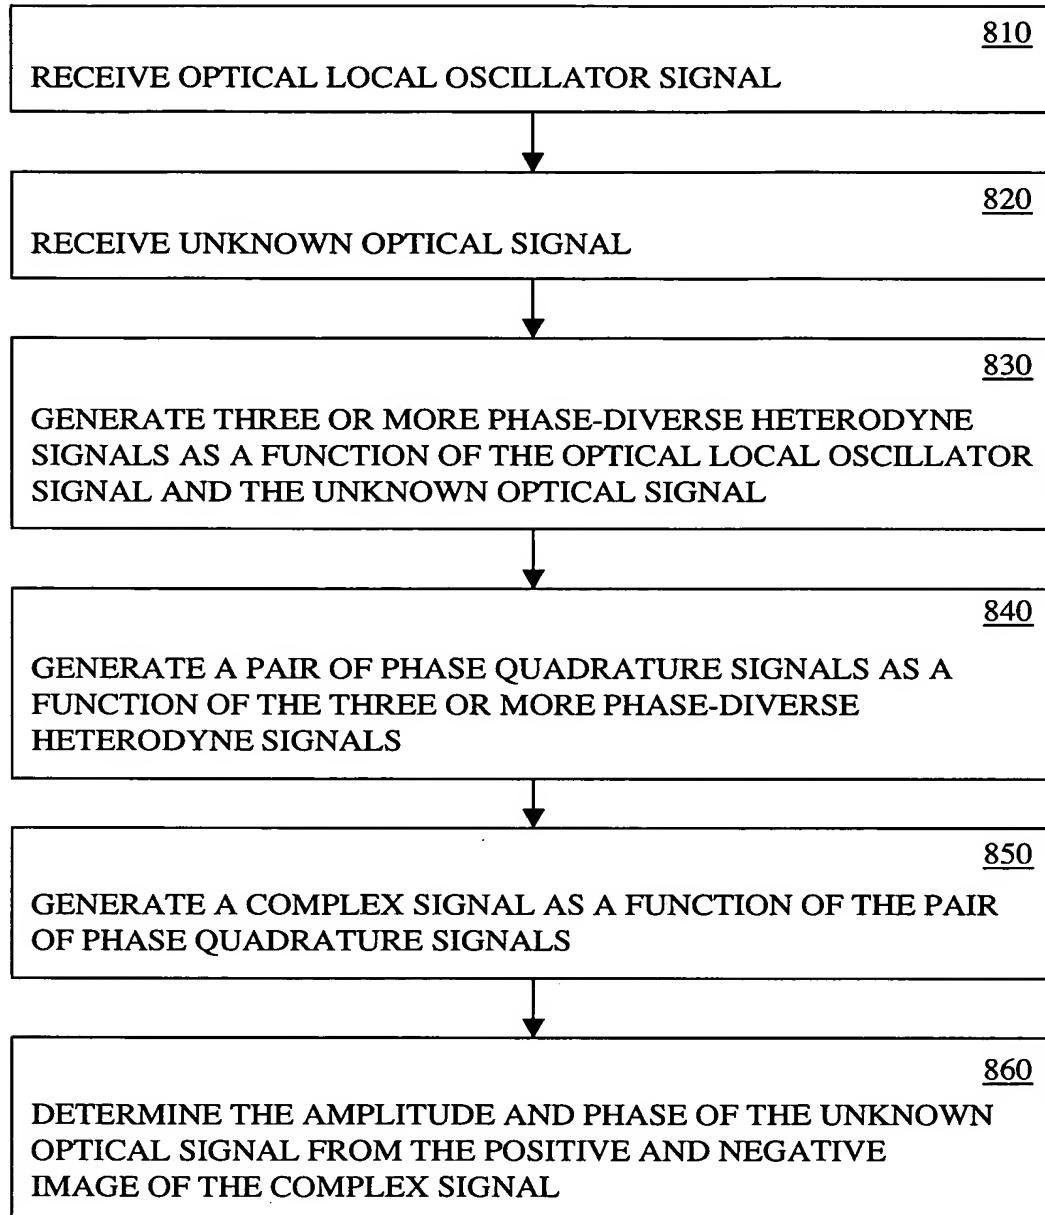 810
RECEIVE OPTICAL LOCAL OSCILLATOR SIGNAL
820
RECEIVE UNKNOWN OPTICAL SIGNAL
830
GENERATE THREE OR MORE PHASE-DIVERSE HETERODYNE
SIGNALS AS A FUNCTION OF THE OPTICAL LOCAL OSCILLATOR
SIGNAL AND THE UNKNOWN OPTICAL SIGNAL
840
GENERATE A PAIR OF PHASE QUADRATURE SIGNALS AS A
FUNCTION OF THE THREE OR MORE PHASE-DIVERSE
HETERODYNE SIGNALS
850
GENERATE A COMPLEX SIGNAL AS A FUNCTION OF THE PAIR
OF PHASE QUADRATURE SIGNALS
860
DETERMINE THE AMPLITUDE AND PHASE OF THE UNKNOWN
OPTICAL SIGNAL FROM THE POSITIVE AND NEGATIVE
IMAGE OF THE COMPLEX SIGNAL